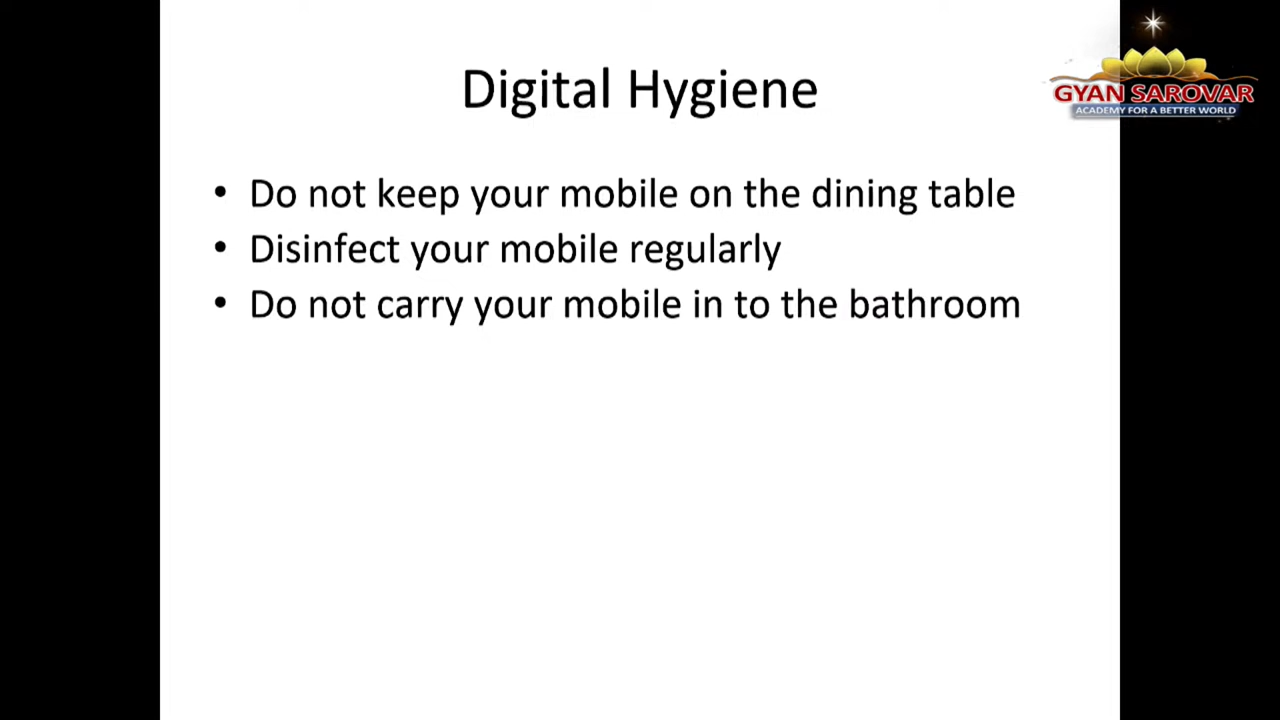 Digital Hygiene
GYAN SAROVAR
ACADEMY FOR A BETTER WORLD
• Do not keep your mobile on the dining table
• Disinfect your mobile regularly
• Do not carry your mobile in to the bathroom